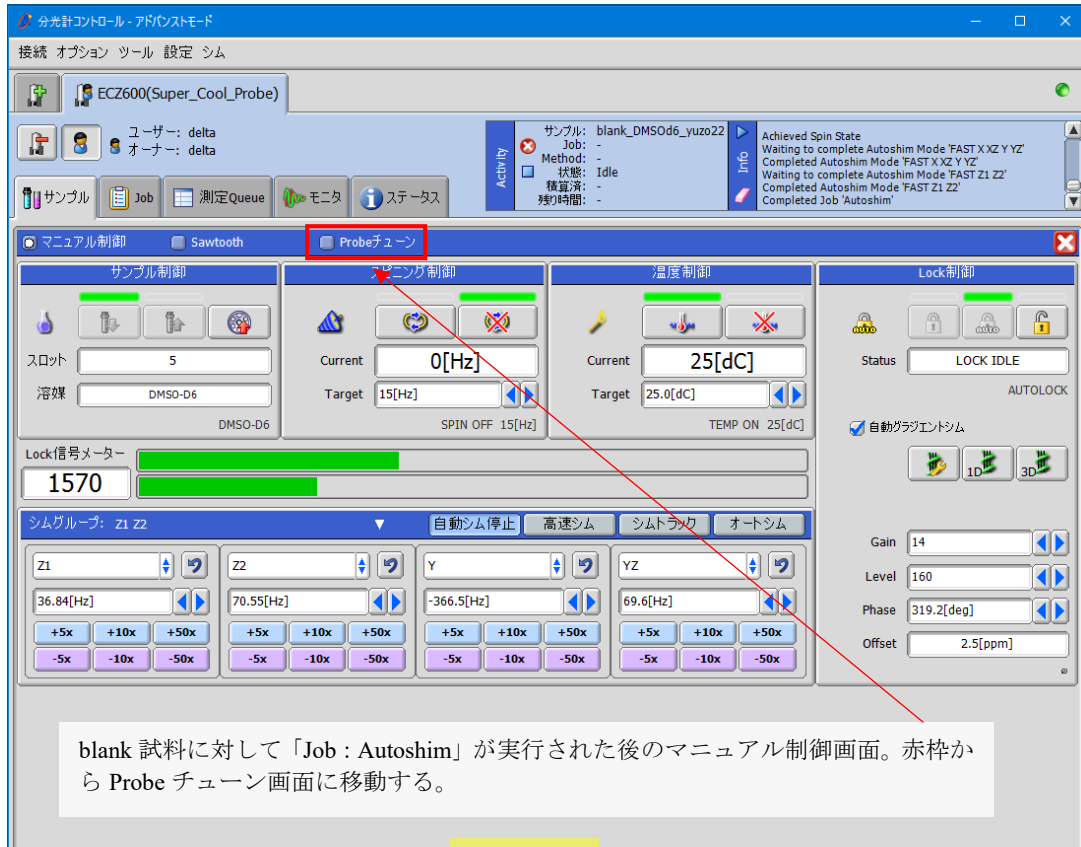 分光計コントロール - アドバンストモード
接続 オプション ツール 設定 シム
ECZ600(Super_Cool_Probe)
ユーザー: delta
オーナー: delta
Activity
サンプル: blank_DMSOd6_yuzo22
Job: -
Method: -
状態: Idle
積算済: -
残り時間: -
Info
Achieved Spin State
Waiting to complete Autoshim Mode 'FAST X XZ Y YZ'
Completed Autoshim Mode 'FAST X XZ Y YZ'
Waiting to complete Autoshim Mode 'FAST Z1 Z2'
Completed Autoshim Mode 'FAST Z1 Z2'
Completed Job 'Autoshim'
サンプル Job 測定Queue モニタ ステータス
マニュアル制御 Sawtooth Probeチューン
サンプル制御 スピニング制御 温度制御 Lock制御
auto auto
スロット 5 Current 0[Hz] Current 25[dC] Status LOCK IDLE
溶媒 DMSO-D6 Target 15[Hz] Target 25.0[dC] AUTOLOCK
DMSO-D6 SPIN OFF 15[Hz] TEMP ON 25[dC] 自動グラジエントシム
Lock信号メーター
1570
1D 3D
シムグループ: Z1 Z2 ▼ 自動シム停止 高速シム シムトラック オートシム
Z1 Z2 Y YZ
36.84[Hz] 70.55[Hz] -366.5[Hz] 69.6[Hz]
+5x +10x +50x +5x +10x +50x +5x +10x +50x +5x +10x +50x
-5x -10x -50x -5x -10x -50x -5x -10x -50x -5x -10x -50x
Gain 14
Level 160
Phase 319.2[deg]
Offset 2.5[ppm]
blank 試料に対して「Job : Autoshim」が実行された後のマニュアル制御画面。赤枠か
ら Probe チューン画面に移動する。